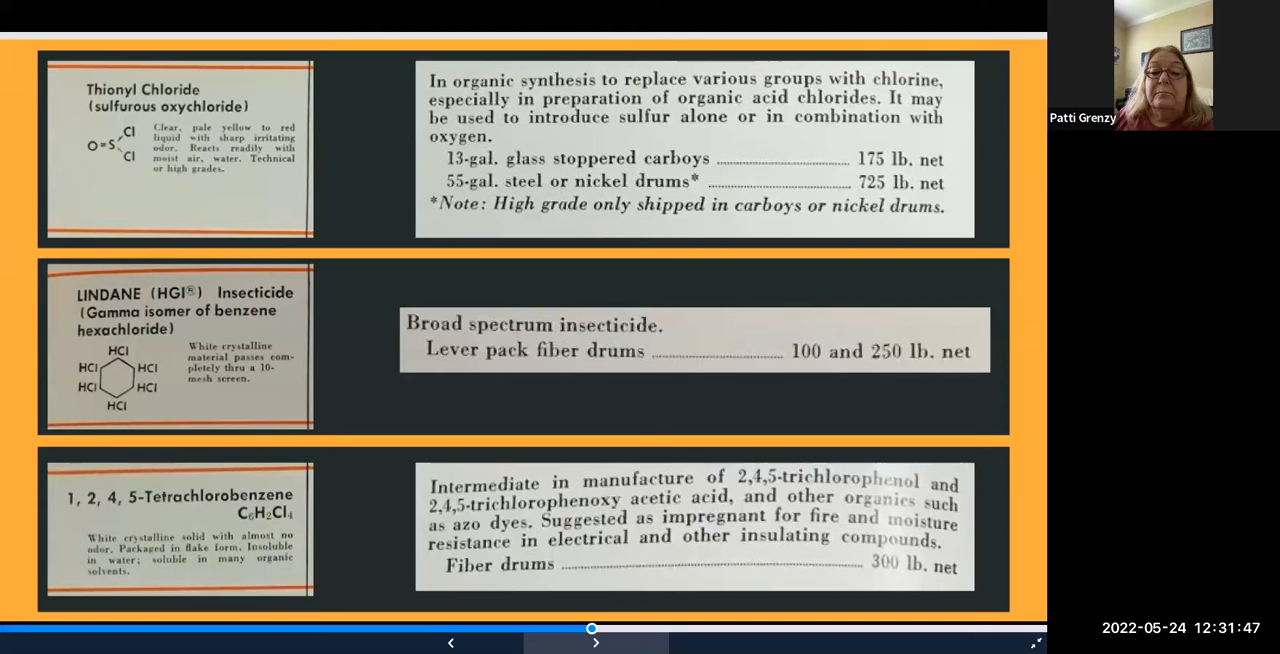 Thionyl Chloride
(sulfurous oxychloride)
O=S
Cl
Cl
Clear, pale yellow to red
liquid with sharp irritating
odor. Reacts readily with
moist air, water. Technical
or high grades.
In organic synthesis to replace various groups with chlorine,
especially in preparation of organic acid chlorides. It may
be used to introduce sulfur alone or in combination with
oxygen.
13-gal. glass stoppered carboys ........ 175 lb. net
55-gal. steel or nickel drums* ........ 725 lb. net
*Note: High grade only shipped in carboys or nickel drums.
Patti Grenzy
LINDANE (HGI®) Insecticide
(Gamma isomer of benzene
hexachloride)
HCl
HCl HCl
HCl HCl
HCl
White crystalline
material passes com-
pletely thru a 10-
mesh screen.
Broad spectrum insecticide.
Lever pack fiber drums ........ 100 and 250 lb. net
1, 2, 4, 5-Tetrachlorobenzene
C₆H₂Cl₄
White crystalline solid with almost no
odor. Packaged in flake form. Insoluble
in water; soluble in many organic
solvents.
Intermediate in manufacture of 2,4,5-trichlorophenol and
2,4,5-trichlorophenoxy acetic acid, and other organics such
as azo dyes. Suggested as impregnant for fire and moisture
resistance in electrical and other insulating compounds.
Fiber drums ........ 300 lb. net
2022-05-24 12:31:47